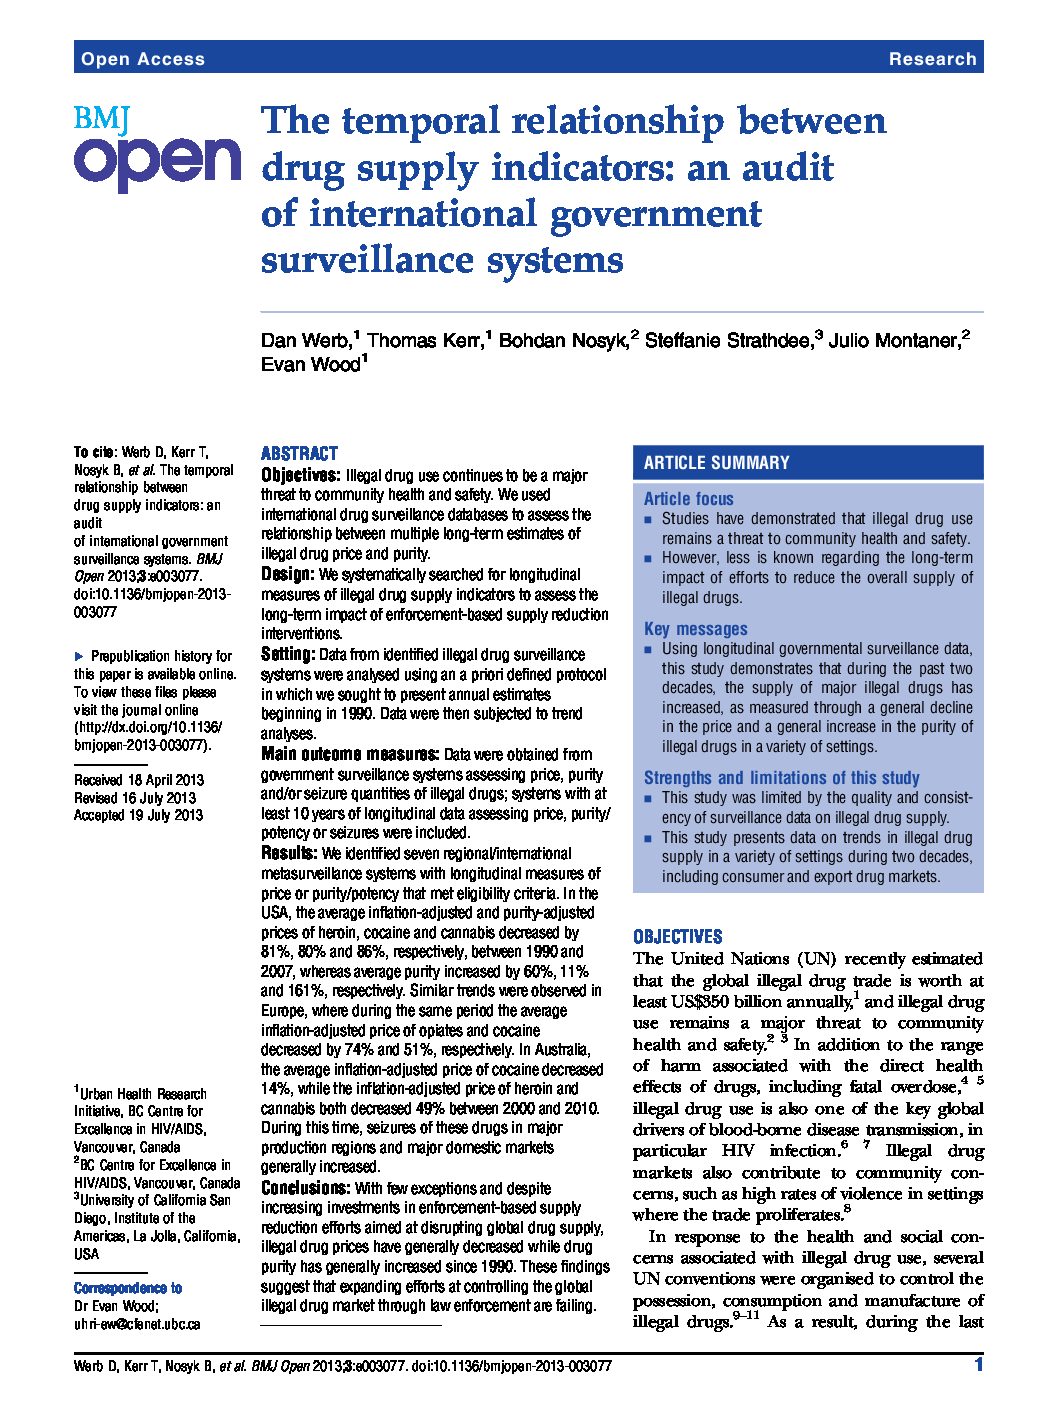 Open Access
Research
BMJ
open
The temporal relationship between
drug supply indicators: an audit
of international government
surveillance systems
Dan Werb,1 Thomas Kerr,1 Bohdan Nosyk,2 Steffanie Strathdee,3 Julio Montaner,2
Evan Wood1
To cite: Werb D, Kerr T,
Nosyk B, et al. The temporal
relationship between
drug supply indicators: an
audit
of international government
surveillance systems. BMJ
Open 2013;3:e003077.
doi:10.1136/bmjopen-2013-
003077
▶ Prepublication history for
this paper is available online.
To view these files please
visit the journal online
(http://dx.doi.org/10.1136/
bmjopen-2013-003077).
Received 18 April 2013
Revised 16 July 2013
Accepted 19 July 2013
1Urban Health Research
Initiative, BC Centre for
Excellence in HIV/AIDS,
Vancouver, Canada
2BC Centre for Excellence in
HIV/AIDS, Vancouver, Canada
3University of California San
Diego, Institute of the
Americas, La Jolla, California,
USA
Correspondence to
Dr Evan Wood;
uhri-ew@cfenet.ubc.ca
ABSTRACT
Objectives: Illegal drug use continues to be a major
threat to community health and safety. We used
international drug surveillance databases to assess the
relationship between multiple long-term estimates of
illegal drug price and purity.
Design: We systematically searched for longitudinal
measures of illegal drug supply indicators to assess the
long-term impact of enforcement-based supply reduction
interventions.
Setting: Data from identified illegal drug surveillance
systems were analysed using an a priori defined protocol
in which we sought to present annual estimates
beginning in 1990. Data were then subjected to trend
analyses.
Main outcome measures: Data were obtained from
government surveillance systems assessing price, purity
and/or seizure quantities of illegal drugs; systems with at
least 10 years of longitudinal data assessing price, purity/
potency or seizures were included.
Results: We identified seven regional/international
metasurveillance systems with longitudinal measures of
price or purity/potency that met eligibility criteria. In the
USA, the average inflation-adjusted and purity-adjusted
prices of heroin, cocaine and cannabis decreased by
81%, 80% and 86%, respectively, between 1990 and
2007, whereas average purity increased by 60%, 11%
and 161%, respectively. Similar trends were observed in
Europe, where during the same period the average
inflation-adjusted price of opiates and cocaine
decreased by 74% and 51%, respectively. In Australia,
the average inflation-adjusted price of cocaine decreased
14%, while the inflation-adjusted price of heroin and
cannabis both decreased 49% between 2000 and 2010.
During this time, seizures of these drugs in major
production regions and major domestic markets
generally increased.
Conclusions: With few exceptions and despite
increasing investments in enforcement-based supply
reduction efforts aimed at disrupting global drug supply,
illegal drug prices have generally decreased while drug
purity has generally increased since 1990. These findings
suggest that expanding efforts at controlling the global
illegal drug market through law enforcement are failing.
ARTICLE SUMMARY
Article focus
▪ Studies have demonstrated that illegal drug use
remains a threat to community health and safety.
▪ However, less is known regarding the long-term
impact of efforts to reduce the overall supply of
illegal drugs.
Key messages
▪ Using longitudinal governmental surveillance data,
this study demonstrates that during the past two
decades, the supply of major illegal drugs has
increased, as measured through a general decline
in the price and a general increase in the purity of
illegal drugs in a variety of settings.
Strengths and limitations of this study
▪ This study was limited by the quality and consist-
ency of surveillance data on illegal drug supply.
▪ This study presents data on trends in illegal drug
supply in a variety of settings during two decades,
including consumer and export drug markets.
OBJECTIVES
The United Nations (UN) recently estimated
that the global illegal drug trade is worth at
least US$350 billion annually,1 and illegal drug
use remains a major threat to community
health and safety.2 3 In addition to the range
of harm associated with the direct health
effects of drugs, including fatal overdose,4 5
illegal drug use is also one of the key global
drivers of blood-borne disease transmission, in
particular HIV infection.6 7 Illegal drug
markets also contribute to community con-
cerns, such as high rates of violence in settings
where the trade proliferates.8
In response to the health and social con-
cerns associated with illegal drug use, several
UN conventions were organised to control the
possession, consumption and manufacture of
illegal drugs.9–11 As a result, during the last
Werb D, Kerr T, Nosyk B, et al. BMJ Open 2013;3:e003077. doi:10.1136/bmjopen-2013-003077
1